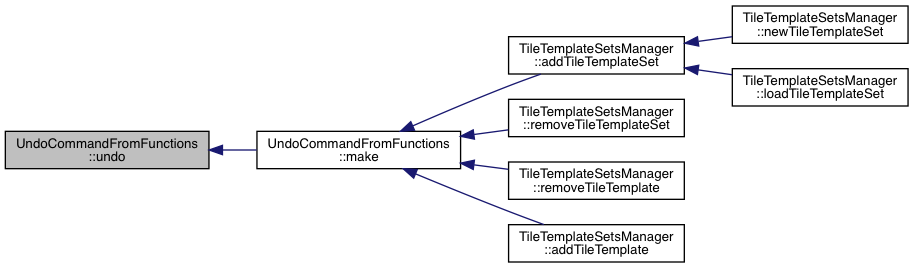 UndoCommandFromFunctions
::undo
UndoCommandFromFunctions
::make
TileTemplateSetsManager
::addTileTemplateSet
TileTemplateSetsManager
::newTileTemplateSet
TileTemplateSetsManager
::loadTileTemplateSet
TileTemplateSetsManager
::removeTileTemplateSet
TileTemplateSetsManager
::removeTileTemplate
TileTemplateSetsManager
::addTileTemplate